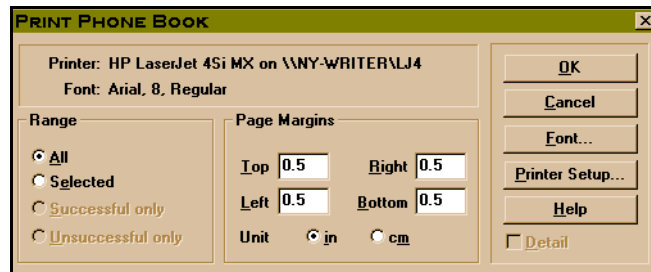 PRINT PHONE BOOK
Printer: HP LaserJet 4Si MX on \\NY-WRITER\LJ4
Font: Arial, 8, Regular
Range
All
Selected
Successful only
Unsuccessful only
Page Margins
Top 0.5 Right 0.5
Left 0.5 Bottom 0.5
Unit in cm
OK
Cancel
Font...
Printer Setup...
Help
Detail